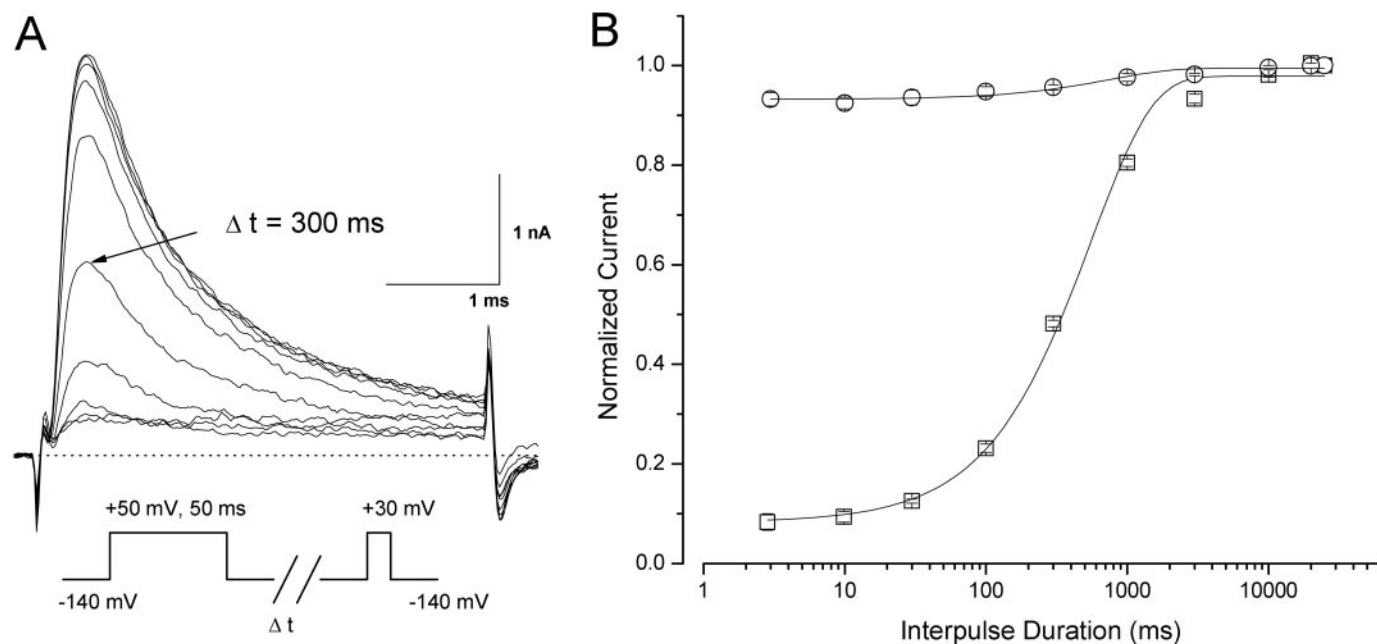 A
Δ t = 300 ms
1 nA
1 ms
+50 mV, 50 ms
+30 mV
-140 mV
-140 mV
Δ t
B
Normalized Current
1.0
0.8
0.6
0.4
0.2
0.0
1
10
100
1000
10000
Interpulse Duration (ms)